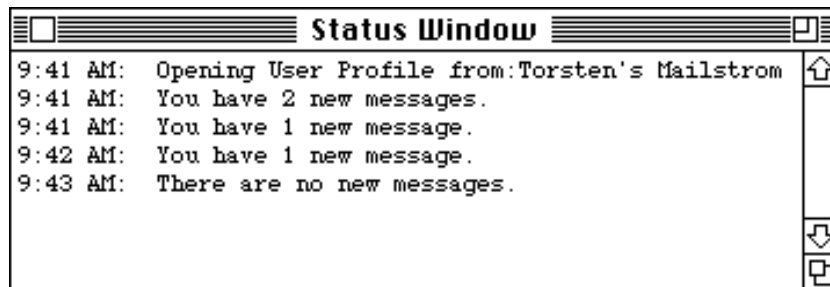 Status Window
9:41 AM: Opening User Profile from:Torsten's Mailstrom
9:41 AM: You have 2 new messages.
9:41 AM: You have 1 new message.
9:42 AM: You have 1 new message.
9:43 AM: There are no new messages.